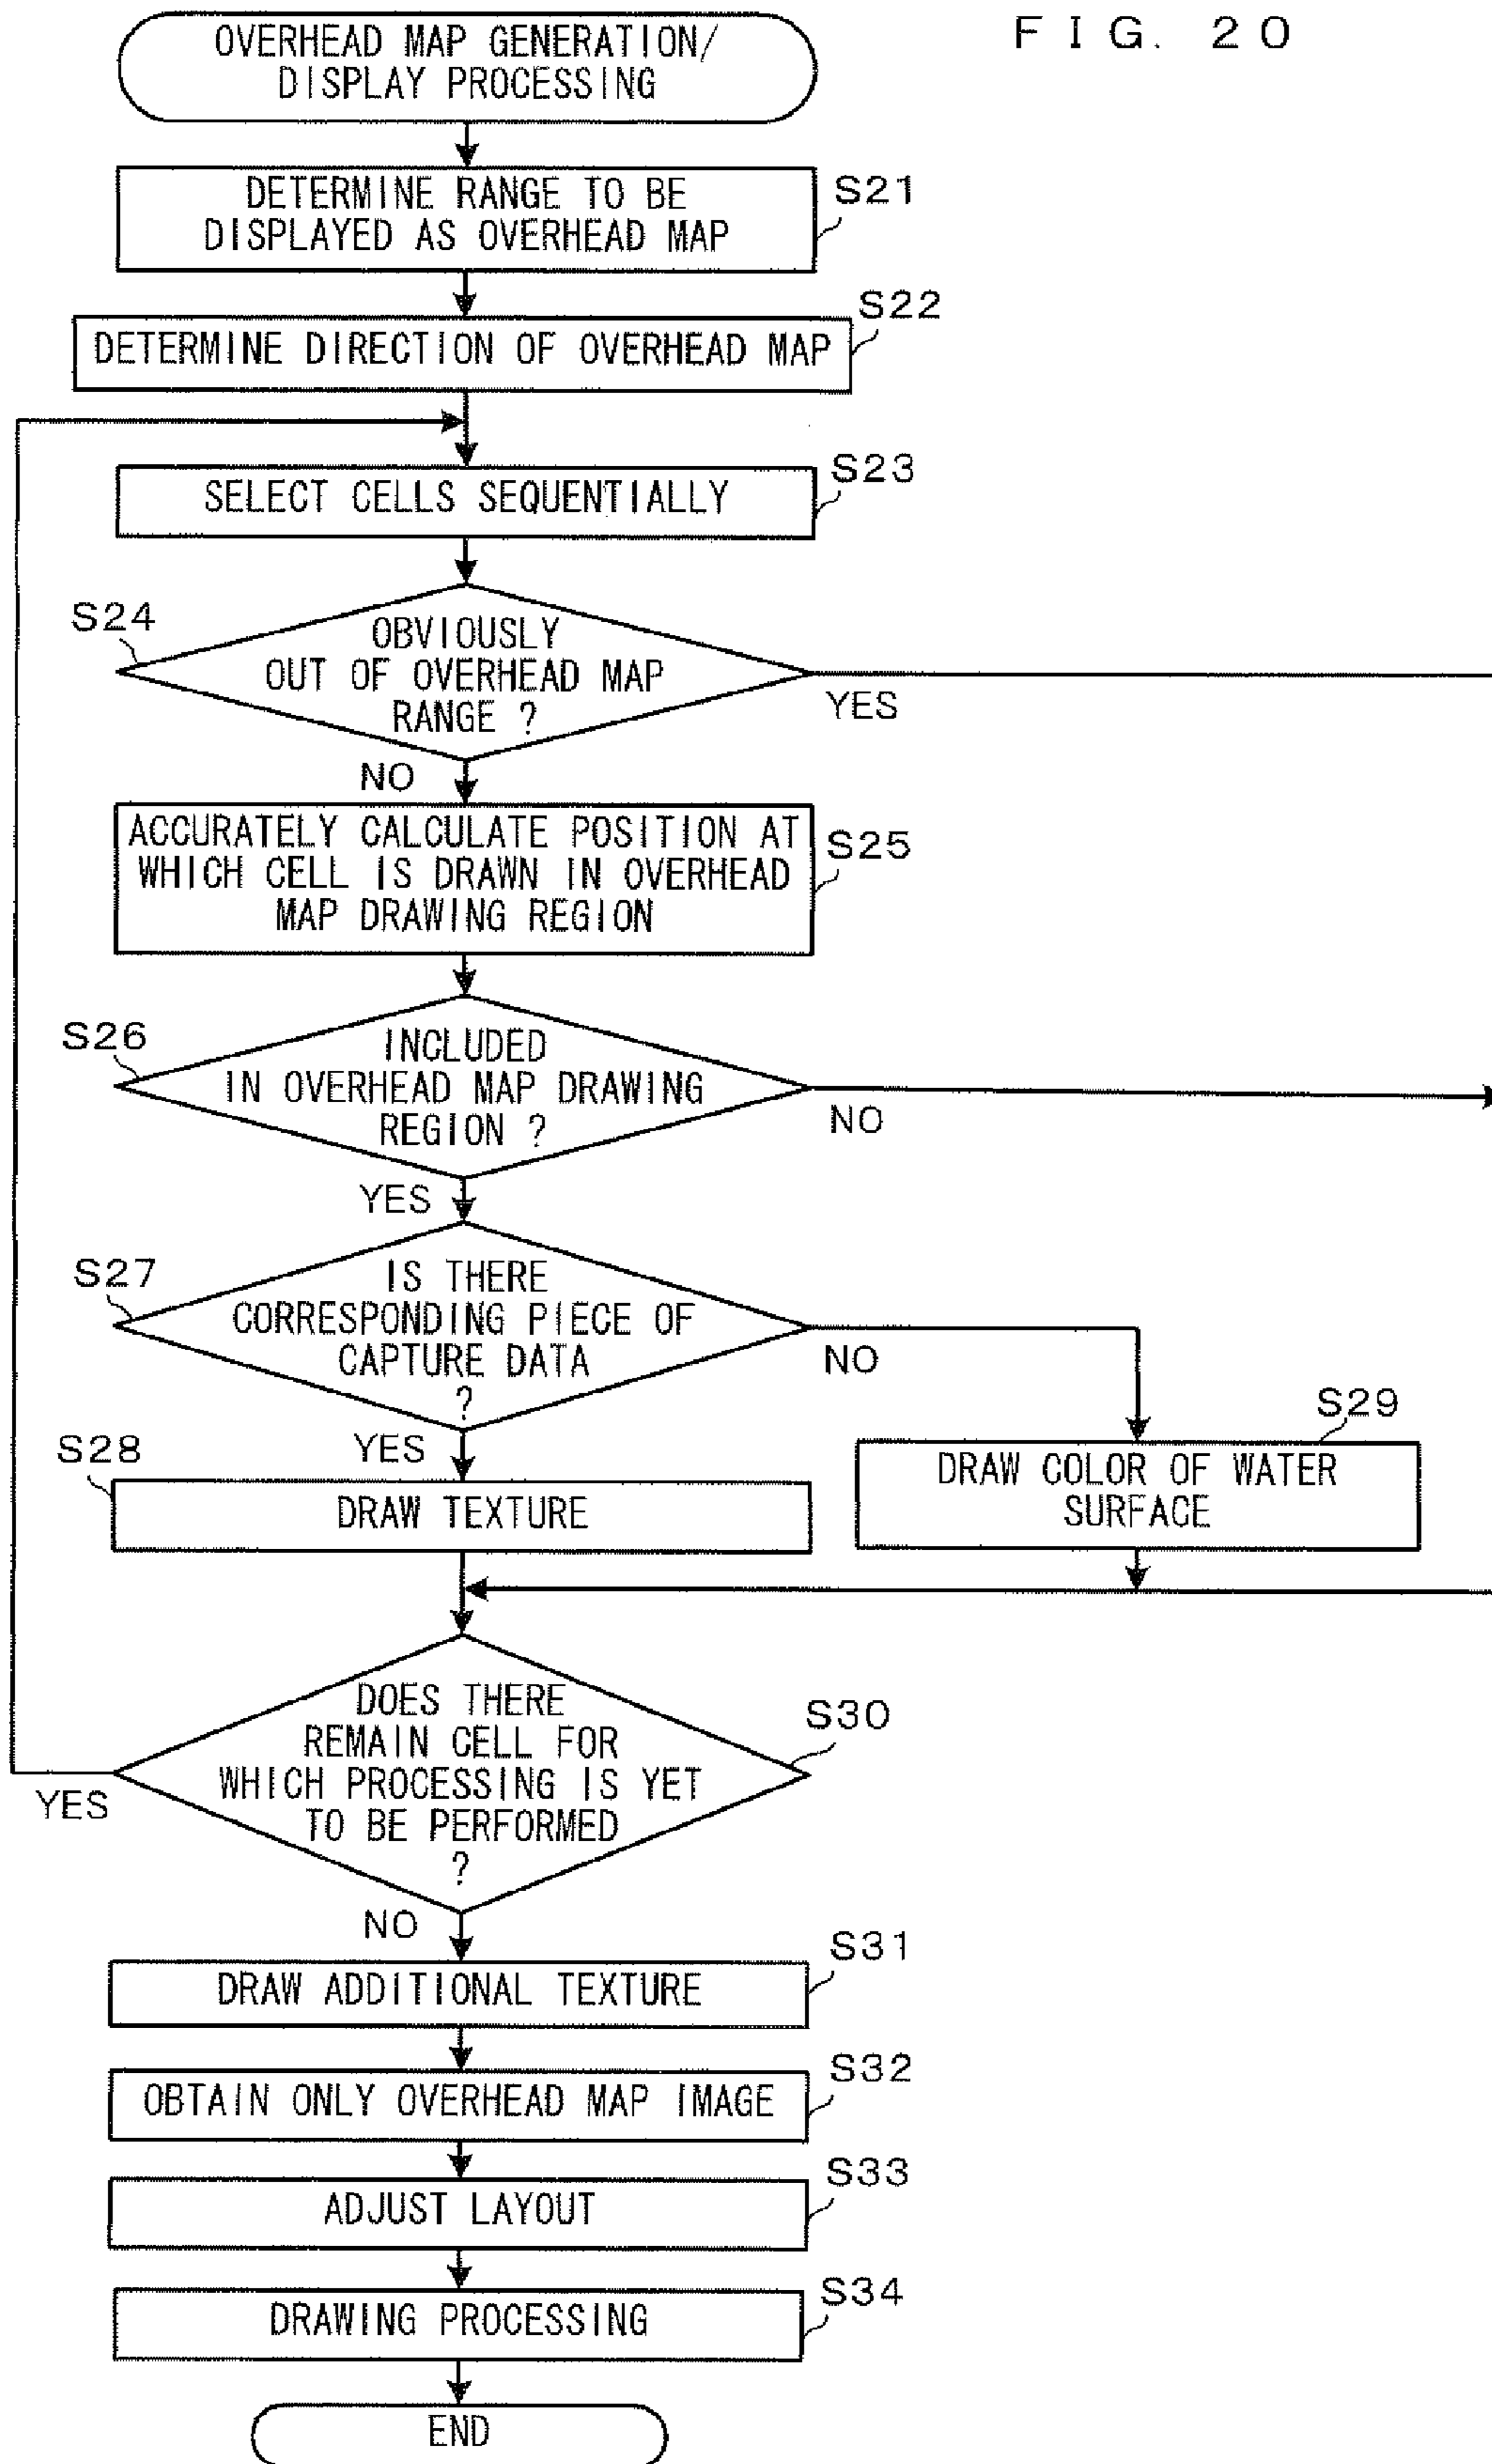 FIG. 20
OVERHEAD MAP GENERATION/
DISPLAY PROCESSING
DETERMINE RANGE TO BE
DISPLAYED AS OVERHEAD MAP
S21
DETERMINE DIRECTION OF OVERHEAD MAP
S22
SELECT CELLS SEQUENTIALLY
S23
S24
OBVIOUSLY
OUT OF OVERHEAD MAP
RANGE ?
YES
NO
ACCURATELY CALCULATE POSITION AT
WHICH CELL IS DRAWN IN OVERHEAD
MAP DRAWING REGION
S25
S26
INCLUDED
IN OVERHEAD MAP DRAWING
REGION ?
NO
YES
S27
IS THERE
CORRESPONDING PIECE OF
CAPTURE DATA
?
NO
YES
S28
DRAW TEXTURE
S29
DRAW COLOR OF WATER
SURFACE
DOES THERE
REMAIN CELL FOR
WHICH PROCESSING IS YET
TO BE PERFORMED
?
S30
YES
NO
DRAW ADDITIONAL TEXTURE
S31
OBTAIN ONLY OVERHEAD MAP IMAGE
S32
ADJUST LAYOUT
S33
DRAWING PROCESSING
S34
END